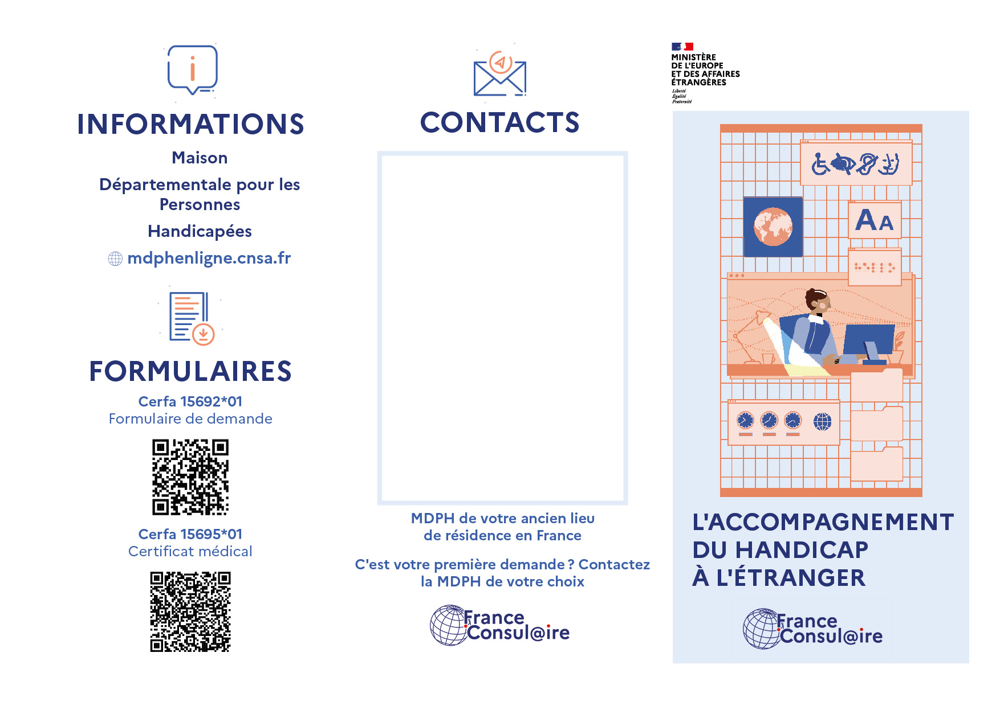 INFORMATIONS
Maison
Départementale pour les
Personnes
Handicapées
mdphenligne.cnsa.fr
FORMULAIRES
Cerfa 15692*01
Formulaire de demande
Cerfa 15695*01
Certificat médical
CONTACTS
MDPH de votre ancien lieu
de résidence en France
C'est votre première demande ? Contactez
la MDPH de votre choix
France
Consul@ire
MINISTÈRE
DE L'EUROPE
ET DES AFFAIRES
ÉTRANGÈRES
Liberté
Égalité
Fraternité
AA
L'ACCOMPAGNEMENT
DU HANDICAP
À L'ÉTRANGER
France
Consul@ire